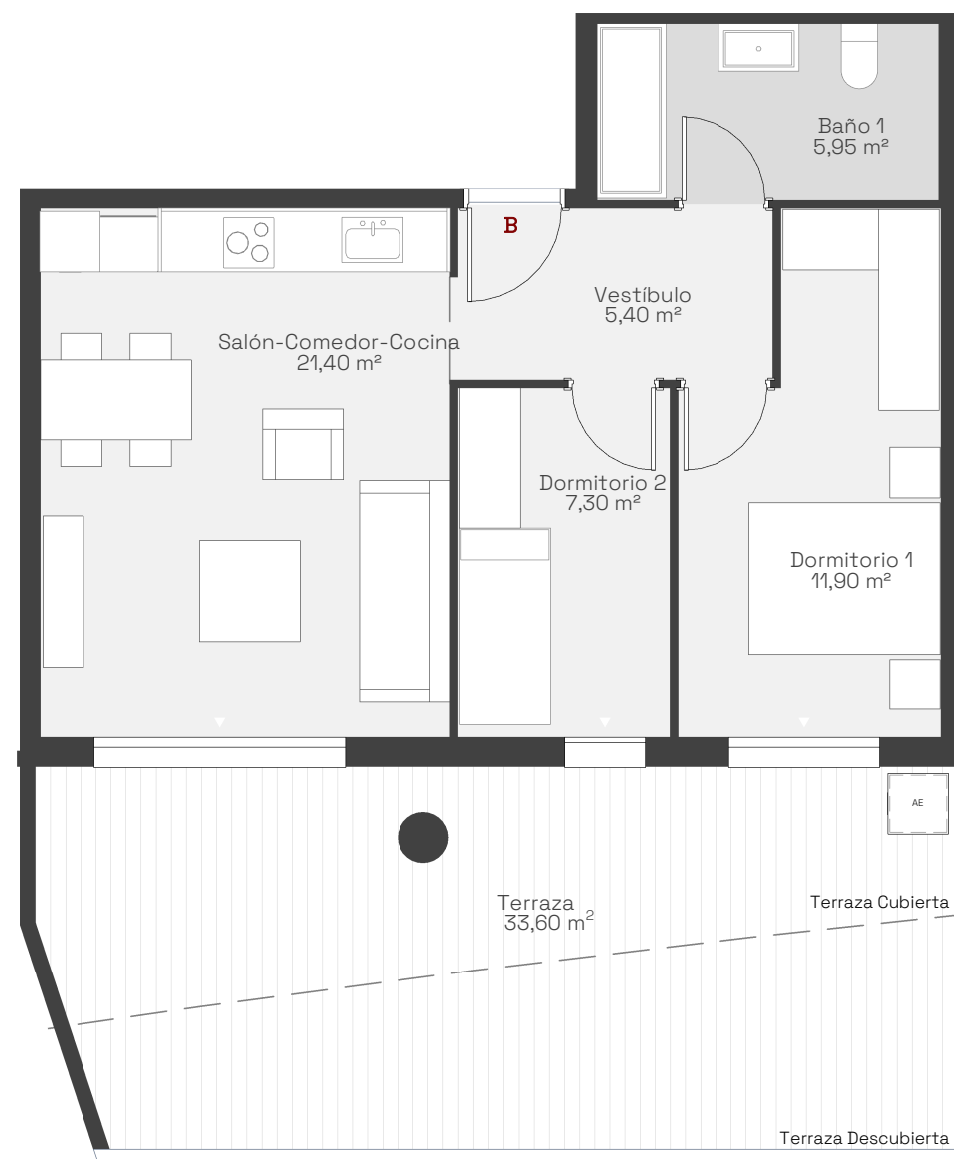 Baño 1
5,95 m²
B
Vestíbulo
5,40 m²
Salón-Comedor-Cocina
21,40 m²
Dormitorio 2
7,30 m²
Dormitorio 1
11,90 m²
AE
Terraza
33,60 m²
Terraza Cubierta
Terraza Descubierta